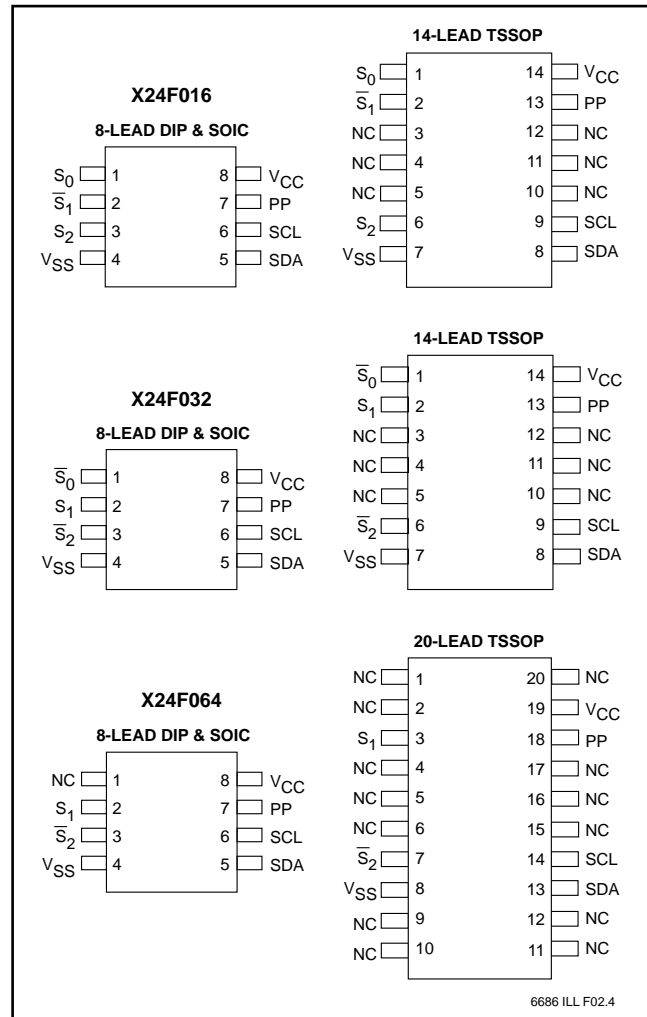 X24F016
8-LEAD DIP & SOIC
S0 1 8 VCC
S̅1 2 7 PP
S2 3 6 SCL
VSS 4 5 SDA
14-LEAD TSSOP
S0 1 14 VCC
S̅1 2 13 PP
NC 3 12 NC
NC 4 11 NC
NC 5 10 NC
S2 6 9 SCL
VSS 7 8 SDA
X24F032
8-LEAD DIP & SOIC
S̅0 1 8 VCC
S1 2 7 PP
S̅2 3 6 SCL
VSS 4 5 SDA
14-LEAD TSSOP
S̅0 1 14 VCC
S1 2 13 PP
NC 3 12 NC
NC 4 11 NC
NC 5 10 NC
S̅2 6 9 SCL
VSS 7 8 SDA
X24F064
8-LEAD DIP & SOIC
NC 1 8 VCC
S1 2 7 PP
S̅2 3 6 SCL
VSS 4 5 SDA
20-LEAD TSSOP
NC 1 20 NC
NC 2 19 VCC
S1 3 18 PP
NC 4 17 NC
NC 5 16 NC
NC 6 15 NC
S̅2 7 14 SCL
VSS 8 13 SDA
NC 9 12 NC
NC 10 11 NC
6686 ILL F02.4